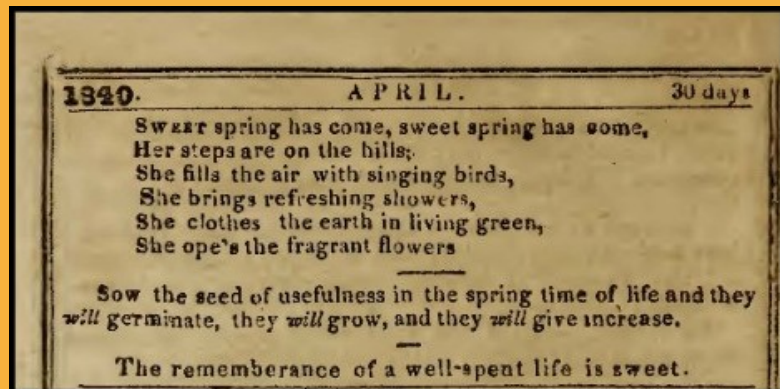 1840. APRIL. 30 days
SWEET spring has come, sweet spring has come,
Her steps are on the hills;
She fills the air with singing birds,
She brings refreshing showers,
She clothes the earth in living green,
She ope's the fragrant flowers
Sow the seed of usefulness in the spring time of life and they
will germinate, they will grow, and they will give increase.
The rememberance of a well-spent life is sweet.